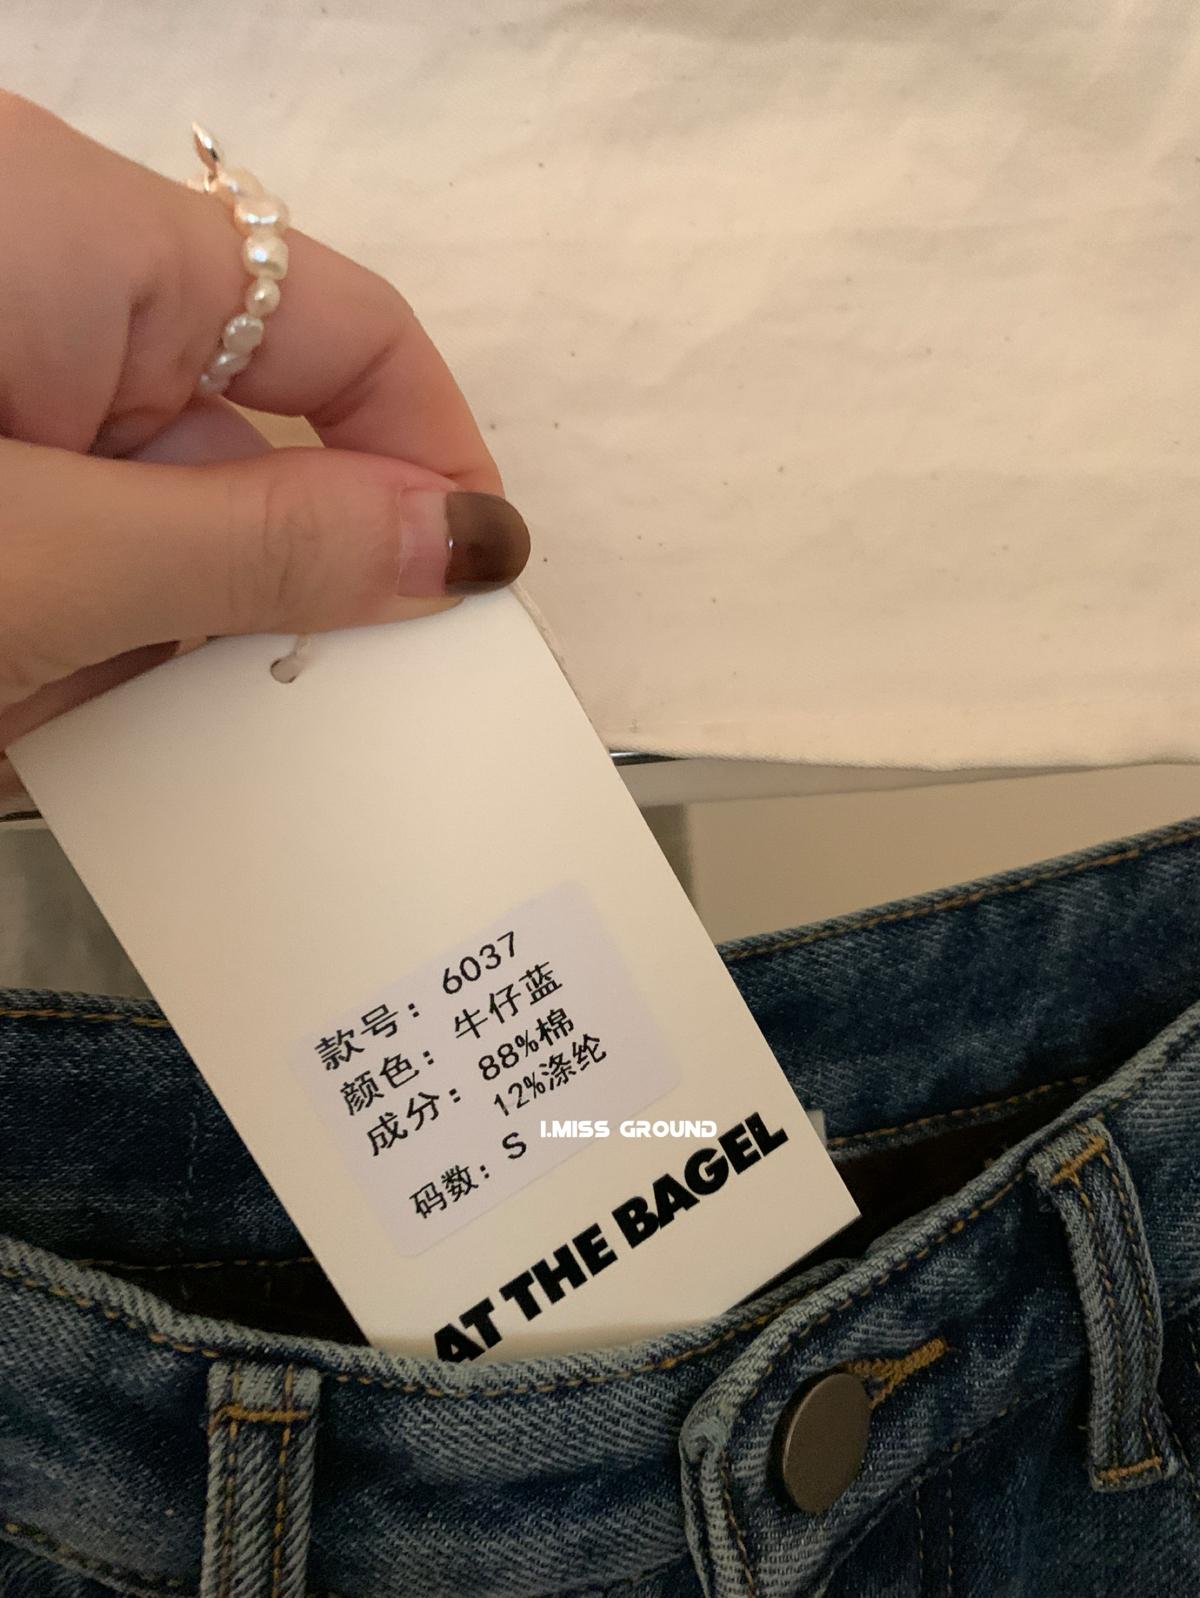 款号: 6037
颜色: 牛仔蓝
成分: 88%棉
12%涤纶
码数: S
I.MISS GROUND
AT THE BAGEL